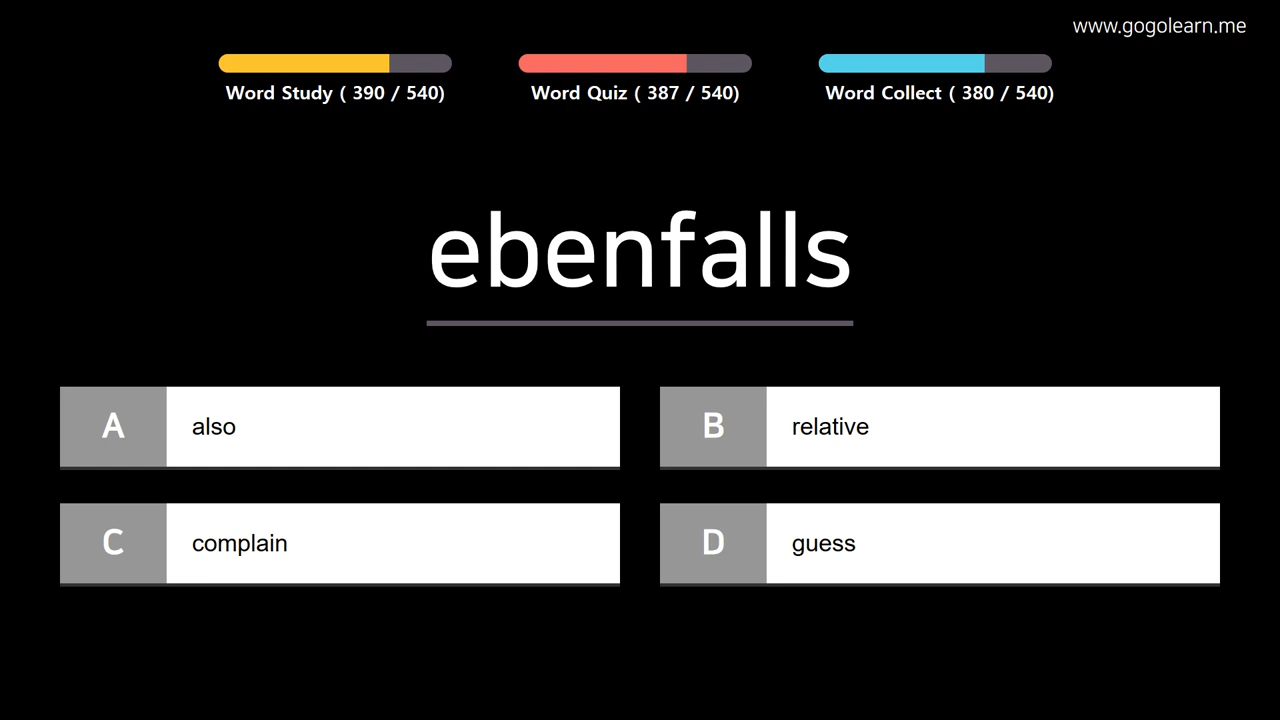 www.gogolearn.me
Word Study ( 390 / 540)
Word Quiz ( 387 / 540)
Word Collect ( 380 / 540)
ebenfalls
A
also
B
relative
C
complain
D
guess